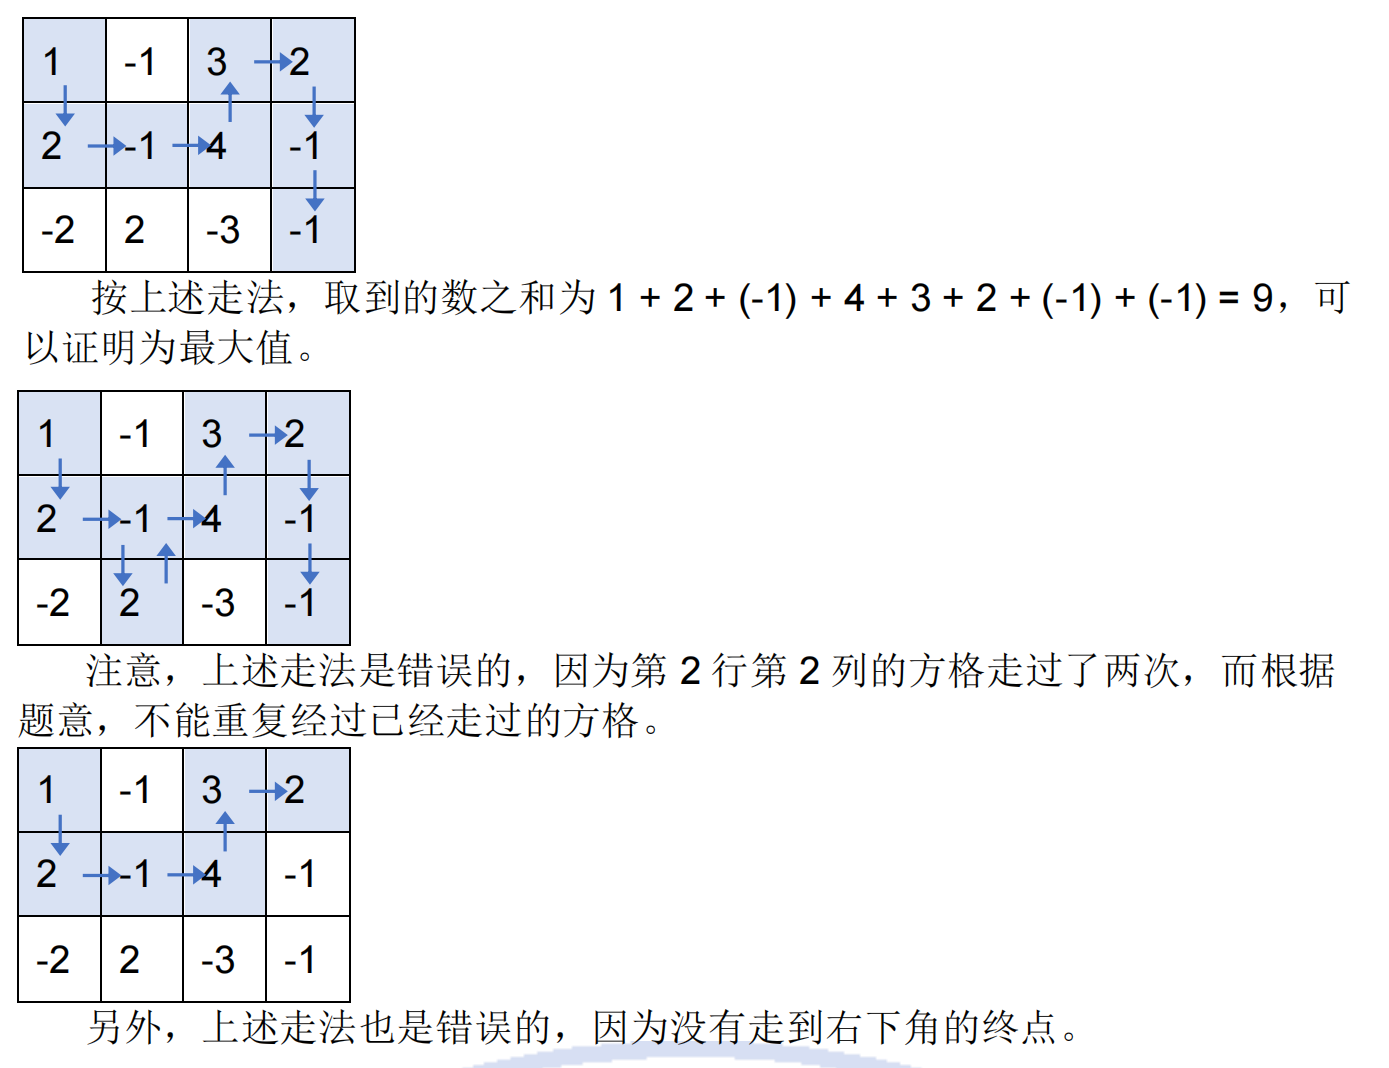 1 -1 3 2
2 -1 4 -1
-2 2 -3 -1
按上述走法，取到的数之和为 1 + 2 + (-1) + 4 + 3 + 2 + (-1) + (-1) = 9，可
以证明为最大值。
1 -1 3 2
2 -1 4 -1
-2 2 -3 -1
注意，上述走法是错误的，因为第 2 行第 2 列的方格走过了两次，而根据
题意，不能重复经过已经走过的方格。
1 -1 3 2
2 -1 4 -1
-2 2 -3 -1
另外，上述走法也是错误的，因为没有走到右下角的终点。